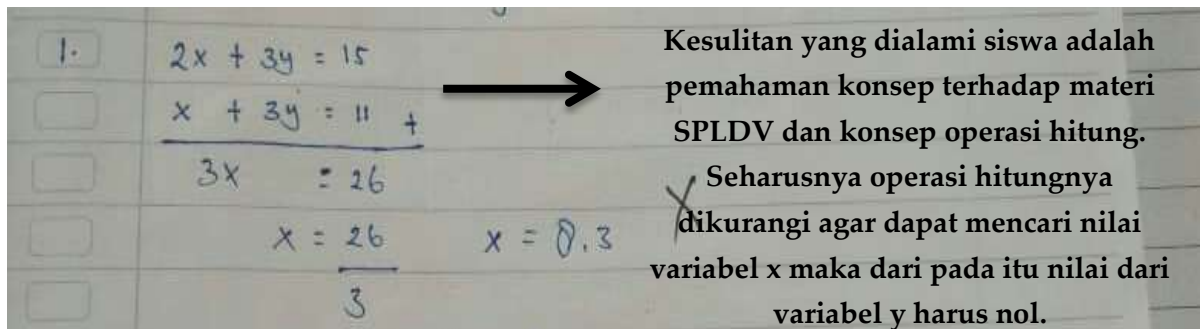 1.
2x + 3y = 15
x + 3y = 11 +
3x = 26
x = 26 x = 8.3
3
Kesulitan yang dialami siswa adalah
pemahaman konsep terhadap materi
SPLDV dan konsep operasi hitung.
Seharusnya operasi hitungnya
dikurangi agar dapat mencari nilai
variabel x maka dari pada itu nilai dari
variabel y harus nol.